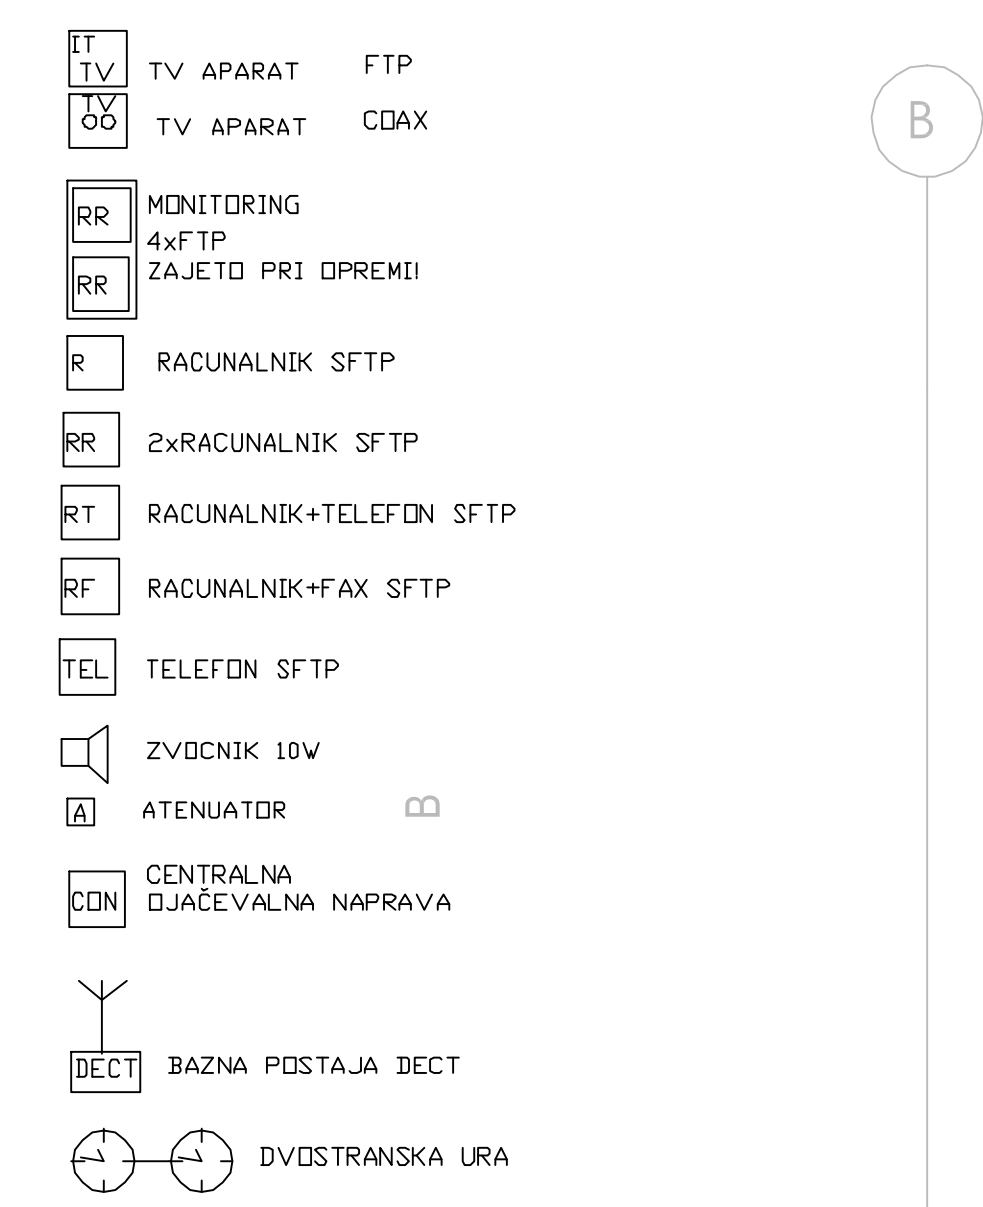 IT
TV TV APARAT FTP
TV
TV APARAT COAX
B
RR MONITORING
4xFTP
RR ZAJETO PRI OPREMI!
R RACUNALNIK SFTP
RR 2xRACUNALNIK SFTP
RT RACUNALNIK+TELEFON SFTP
RF RACUNALNIK+FAX SFTP
TEL TELEFON SFTP
ZVOCNIK 10W
A ATENUATOR B
CENTRALNA
CON OJAČEVALNA NAPRAVA
DECT BAZNA POSTAJA DECT
DVOSTRANSKA URA